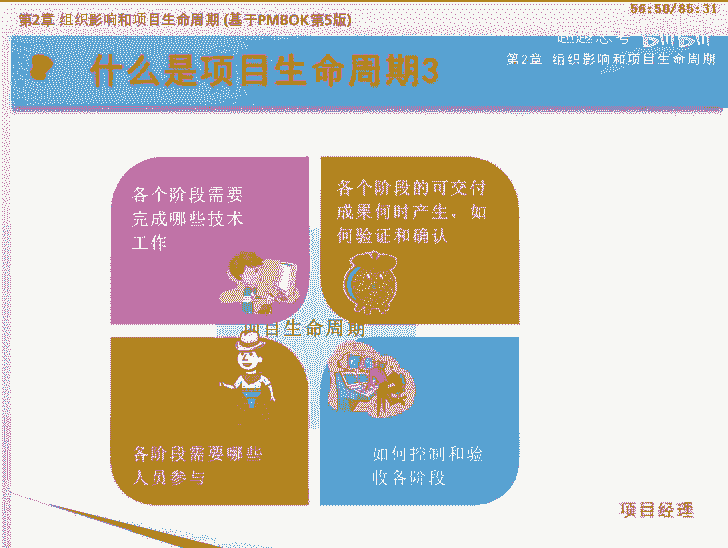 第2章 组织影响和项目生命周期 (基于PMBOK第5版)
56:58/65:31
什么是项目生命周期3
第2章 组织影响和项目生命周期
各个阶段需要
完成哪些技术
工作
各个阶段的可交付
成果何时产生,如
何验证和确认
项目生命周期
各阶段需要哪些
人员参与
如何控制和验
收各阶段
项目经理